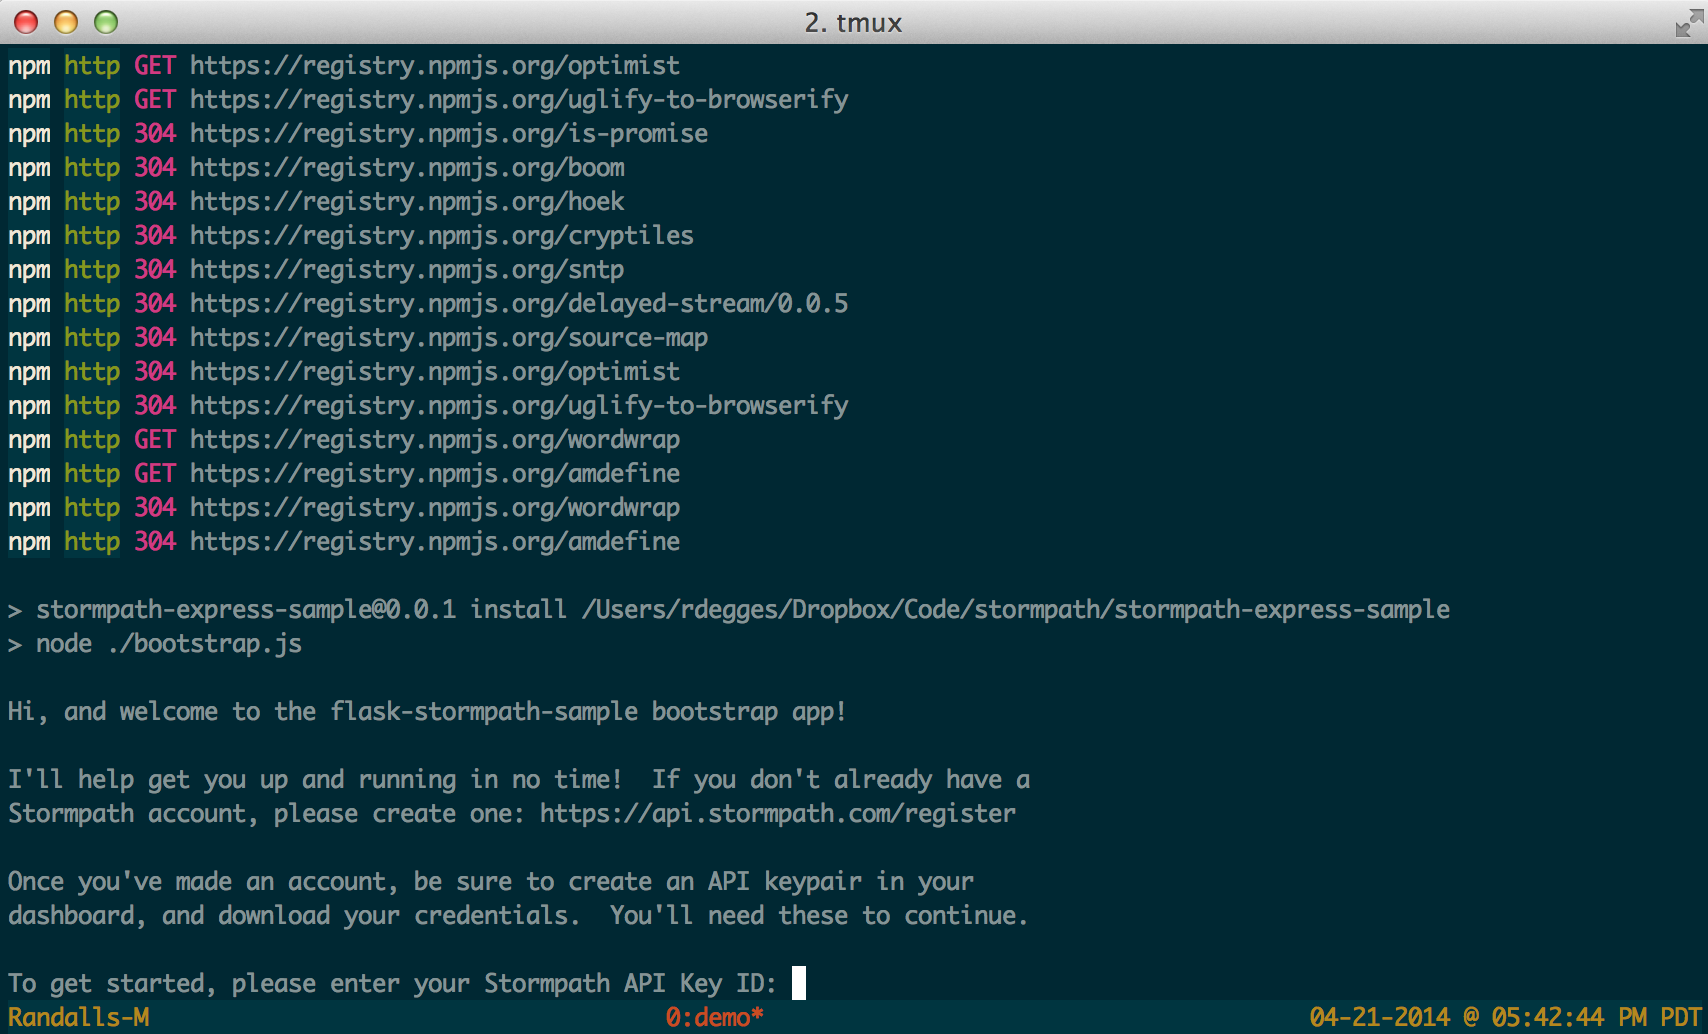 2. tmux
npm http GET https://registry.npmjs.org/optimist
npm http GET https://registry.npmjs.org/uglify-to-browserify
npm http 304 https://registry.npmjs.org/is-promise
npm http 304 https://registry.npmjs.org/boom
npm http 304 https://registry.npmjs.org/hoek
npm http 304 https://registry.npmjs.org/cryptiles
npm http 304 https://registry.npmjs.org/sntp
npm http 304 https://registry.npmjs.org/delayed-stream/0.0.5
npm http 304 https://registry.npmjs.org/source-map
npm http 304 https://registry.npmjs.org/optimist
npm http 304 https://registry.npmjs.org/uglify-to-browserify
npm http GET https://registry.npmjs.org/wordwrap
npm http GET https://registry.npmjs.org/amdefine
npm http 304 https://registry.npmjs.org/wordwrap
npm http 304 https://registry.npmjs.org/amdefine
> stormpath-express-sample@0.0.1 install /Users/rdegges/Dropbox/Code/stormpath/stormpath-express-sample
> node ./bootstrap.js
Hi, and welcome to the flask-stormpath-sample bootstrap app!
I'll help get you up and running in no time!  If you don't already have a
Stormpath account, please create one: https://api.stormpath.com/register
Once you've made an account, be sure to create an API keypair in your
dashboard, and download your credentials.  You'll need these to continue.
To get started, please enter your Stormpath API Key ID:
Randalls-M 0:demo* 04-21-2014 @ 05:42:44 PM PDT